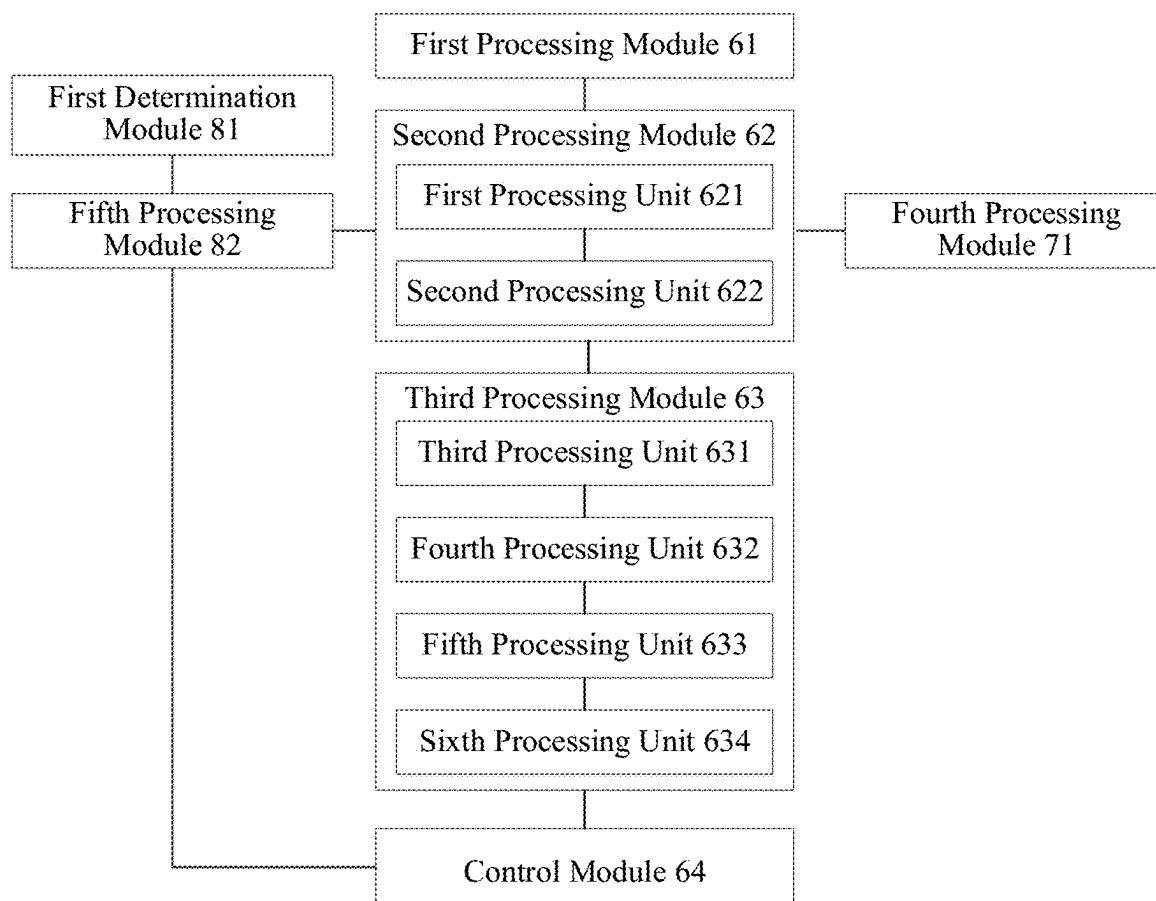 First Processing Module 61
First Determination
Module 81
Second Processing Module 62
First Processing Unit 621
Fifth Processing
Module 82
Fourth Processing
Module 71
Second Processing Unit 622
Third Processing Module 63
Third Processing Unit 631
Fourth Processing Unit 632
Fifth Processing Unit 633
Sixth Processing Unit 634
Control Module 64